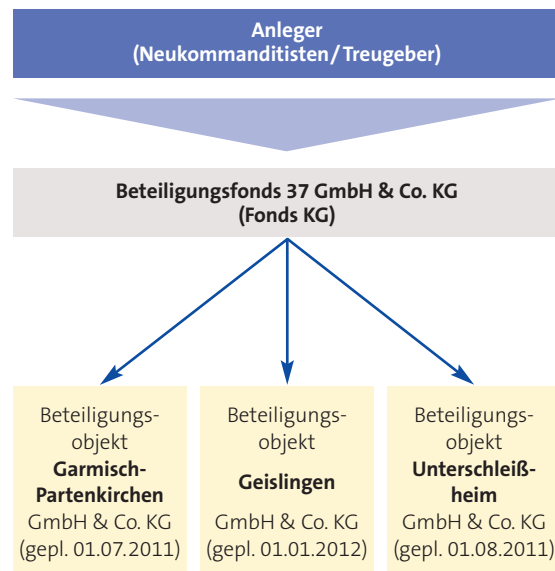 Anleger
(Neukommanditisten/Treugeber)
Beteiligungsfonds 37 GmbH & Co. KG
(Fonds KG)
Beteiligungs-
objekt
Garmisch-
Partenkirchen
GmbH & Co. KG
(gepl. 01.07.2011)
Beteiligungs-
objekt
Geislingen
GmbH & Co. KG
(gepl. 01.01.2012)
Beteiligungs-
objekt
Unterschleiß-
heim
GmbH & Co. KG
(gepl. 01.08.2011)